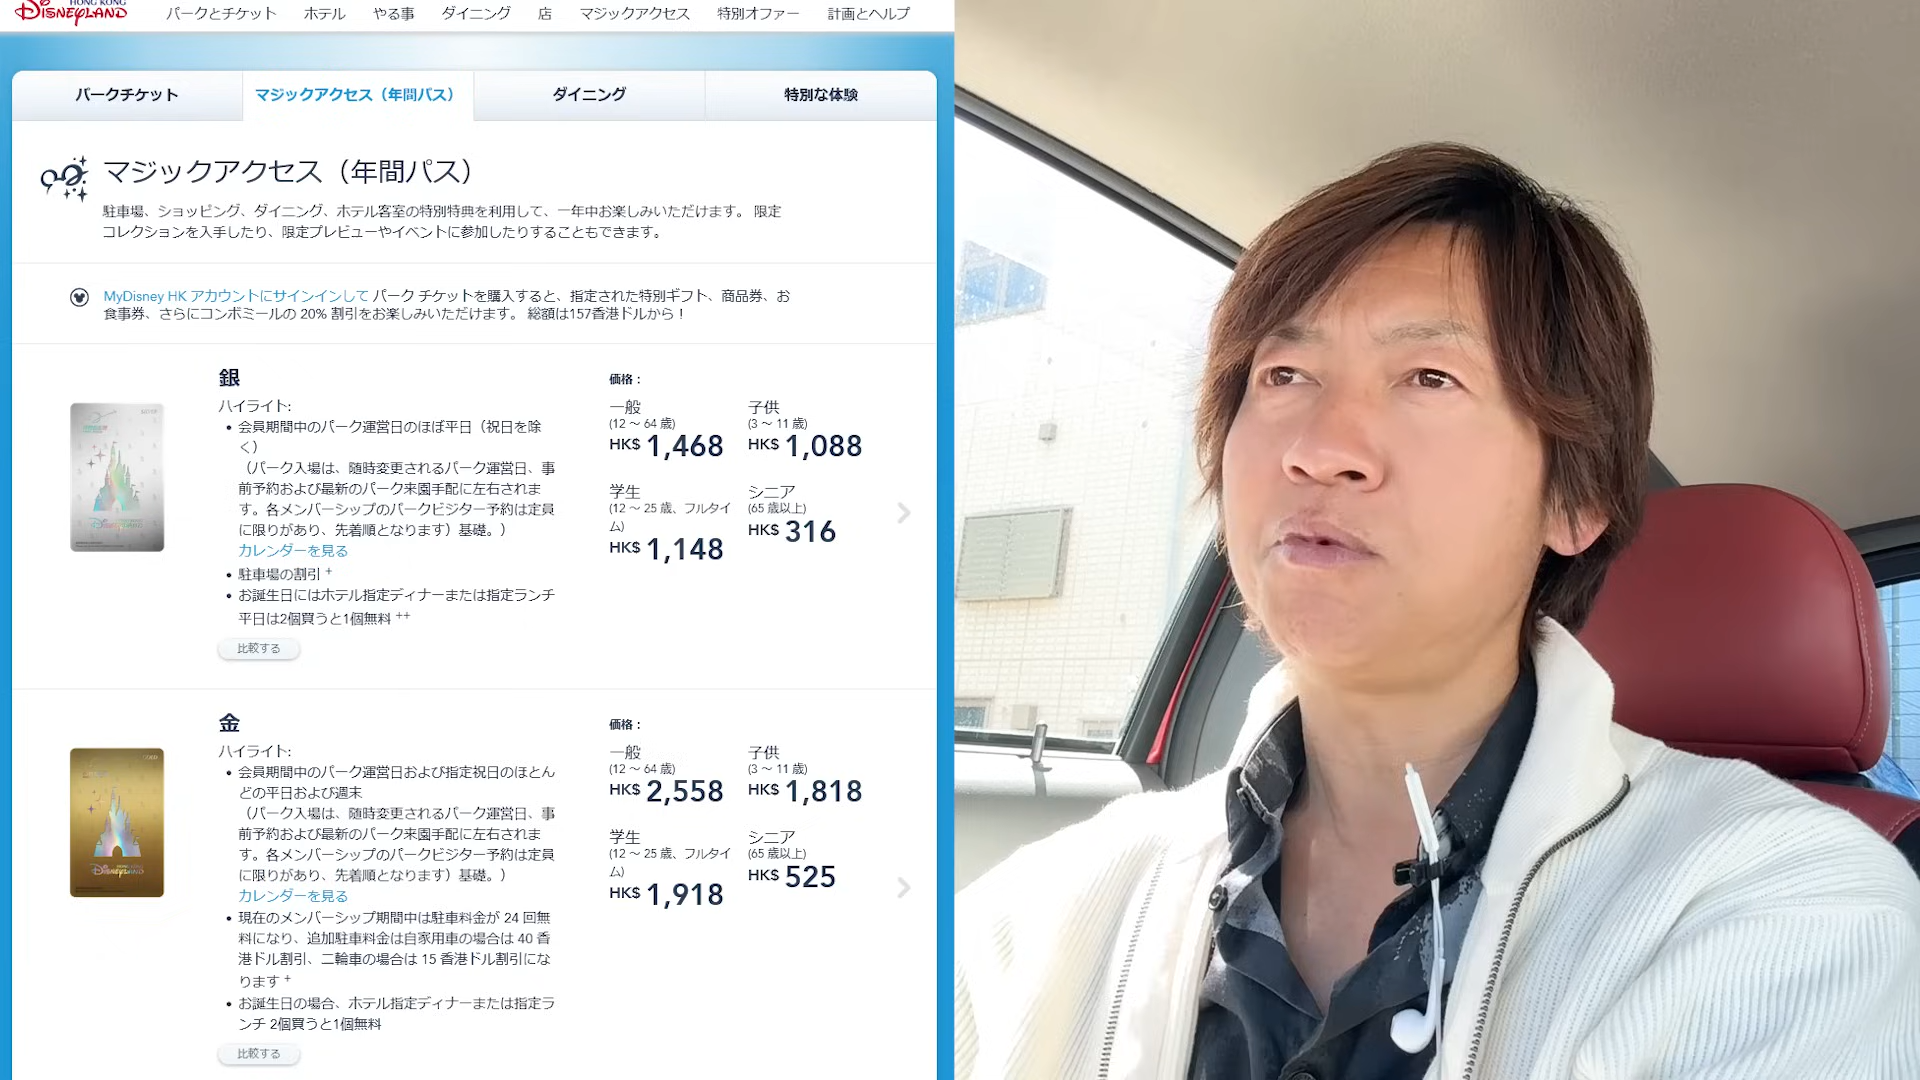 HONG KONG
DISNEYLAND
パークとチケット
ホテル
やる事
ダイニング
店
マジックアクセス
特別オファー
計画とヘルプ
パークチケット
マジックアクセス（年間パス）
ダイニング
特別な体験
マジックアクセス（年間パス）
駐車場、ショッピング、ダイニング、ホテル客室の特別特典を利用して、一年中お楽しみいただけます。 限定
コレクションを入手したり、限定プレビューやイベントに参加したりすることもできます。
MyDisney HK アカウントにサインインして パーク チケットを購入すると、指定された特別ギフト、商品券、お
食事券、さらにコンボミールの 20% 割引をお楽しみいただけます。 総額は157香港ドルから！
銀
ハイライト:
• 会員期間中のパーク運営日のほぼ平日（祝日を除
く）
（パーク入場は、随時変更されるパーク運営日、事
前予約および最新のパーク来園手配に左右されま
す。各メンバーシップのパークビジター予約は定員
に限りがあり、先着順となります）基礎。）
カレンダーを見る
• 駐車場の割引 +
• お誕生日にはホテル指定ディナーまたは指定ランチ
平日は2個買うと1個無料 ++
比較する
価格：
一般
(12 ～ 64 歳)
HK$ 1,468
子供
(3 ～ 11 歳)
HK$ 1,088
学生
(12 ～ 25 歳、フルタイ
ム)
HK$ 1,148
シニア
(65 歳以上)
HK$ 316
金
ハイライト:
• 会員期間中のパーク運営日および指定祝日のほとん
どの平日および週末
（パーク入場は、随時変更されるパーク運営日、事
前予約および最新のパーク来園手配に左右されま
す。各メンバーシップのパークビジター予約は定員
に限りがあり、先着順となります）基礎。）
カレンダーを見る
• 現在のメンバーシップ期間中は駐車料金が 24 回無
料になり、追加駐車料金は自家用車の場合は 40 香
港ドル割引、二輪車の場合は 15 香港ドル割引にな
ります +
• お誕生日の場合、ホテル指定ディナーまたは指定ラ
ンチ 2個買うと1個無料
比較する
価格：
一般
(12 ～ 64 歳)
HK$ 2,558
子供
(3 ～ 11 歳)
HK$ 1,818
学生
(12 ～ 25 歳、フルタイ
ム)
HK$ 1,918
シニア
(65 歳以上)
HK$ 525